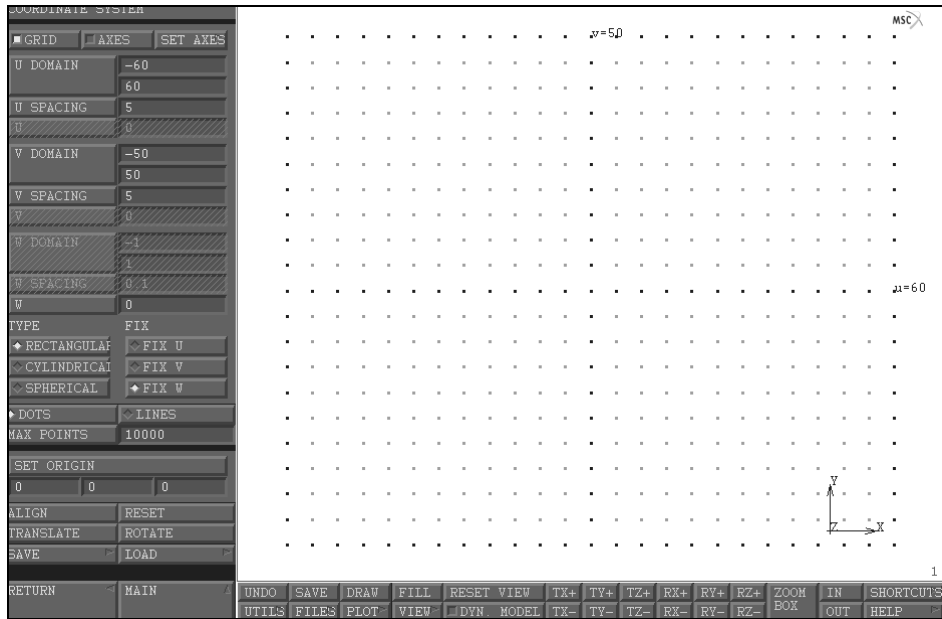 COORDINATE SYSTEM
GRID AXES SET AXES
U DOMAIN -60
60
U SPACING 5
U 0
V DOMAIN -50
50
V SPACING 5
V 0
W DOMAIN -1
1
W SPACING 0.1
W 0
TYPE FIX
RECTANGULAR FIX U
CYLINDRICAL FIX V
SPHERICAL FIX W
DOTS LINES
MAX POINTS 10000
SET ORIGIN
0 0 0
ALIGN RESET
TRANSLATE ROTATE
SAVE LOAD
RETURN MAIN
MSC
v=50
u=60
Y
Z X
1
UNDO SAVE DRAW FILL RESET VIEW TX+ TY+ TZ+ RX+ RY+ RZ+ ZOOM BOX IN SHORTCUTS
UTILS FILES PLOT VIEW DYN. MODEL TX- TY- TZ- RX- RY- RZ- OUT HELP